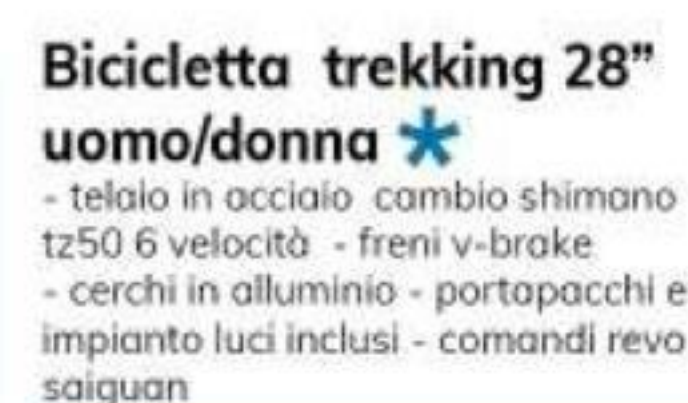 Bicicletta trekking 28”
uomo/donna *
- telaio in acciaio cambio shimano
tz50 6 velocità - freni v-brake
- cerchi in alluminio - portapacchi e
impianto luci inclusi - comandi revo
saiguan